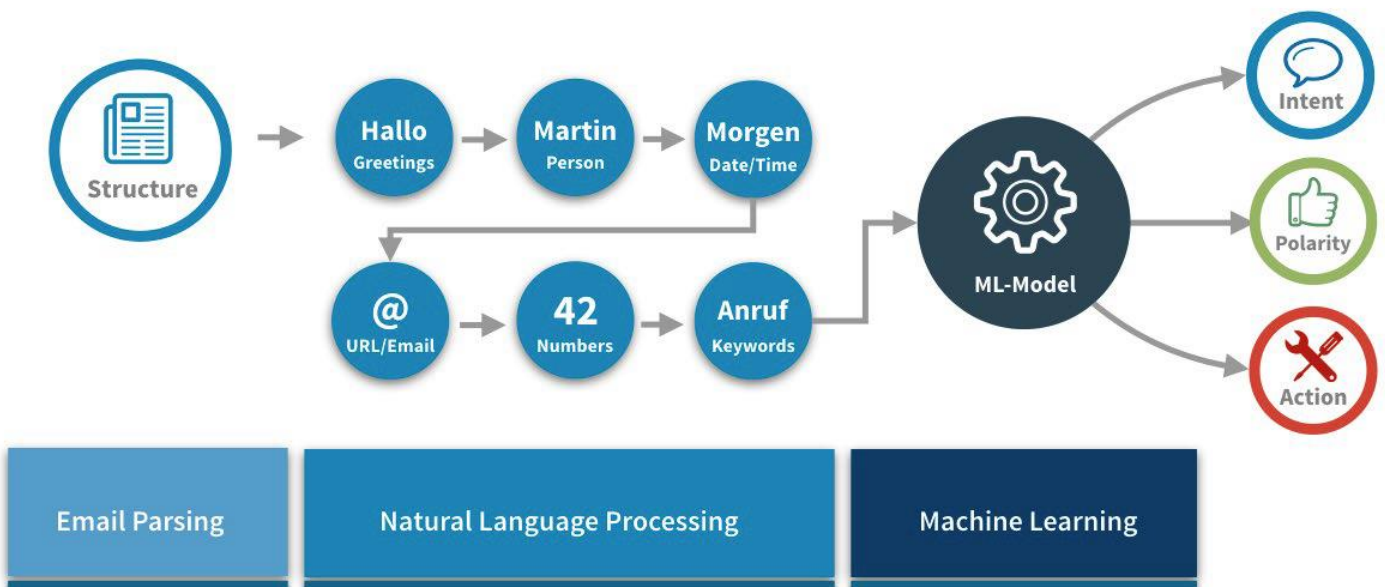 Structure
Hallo
Greetings
Martin
Person
Morgen
Date/Time
@
URL/Email
42
Numbers
Anruf
Keywords
ML-Model
Intent
Polarity
Action
Email Parsing
Natural Language Processing
Machine Learning